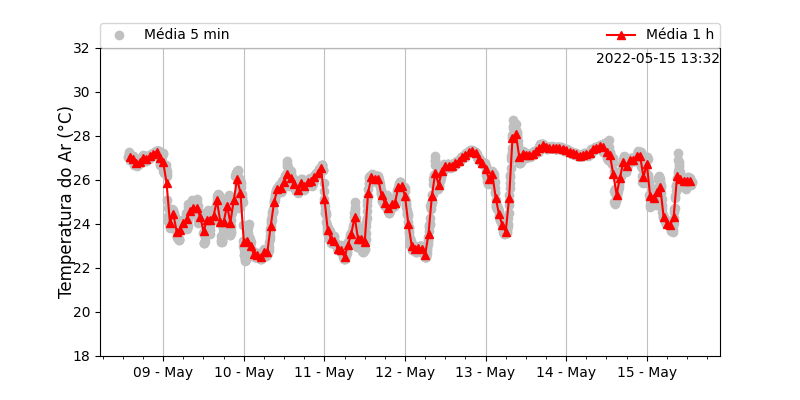 Média 5 min
Média 1 h
2022-05-15 13:32
Temperatura do Ar (°C)
32
30
28
26
24
22
20
18
09 - May
10 - May
11 - May
12 - May
13 - May
14 - May
15 - May